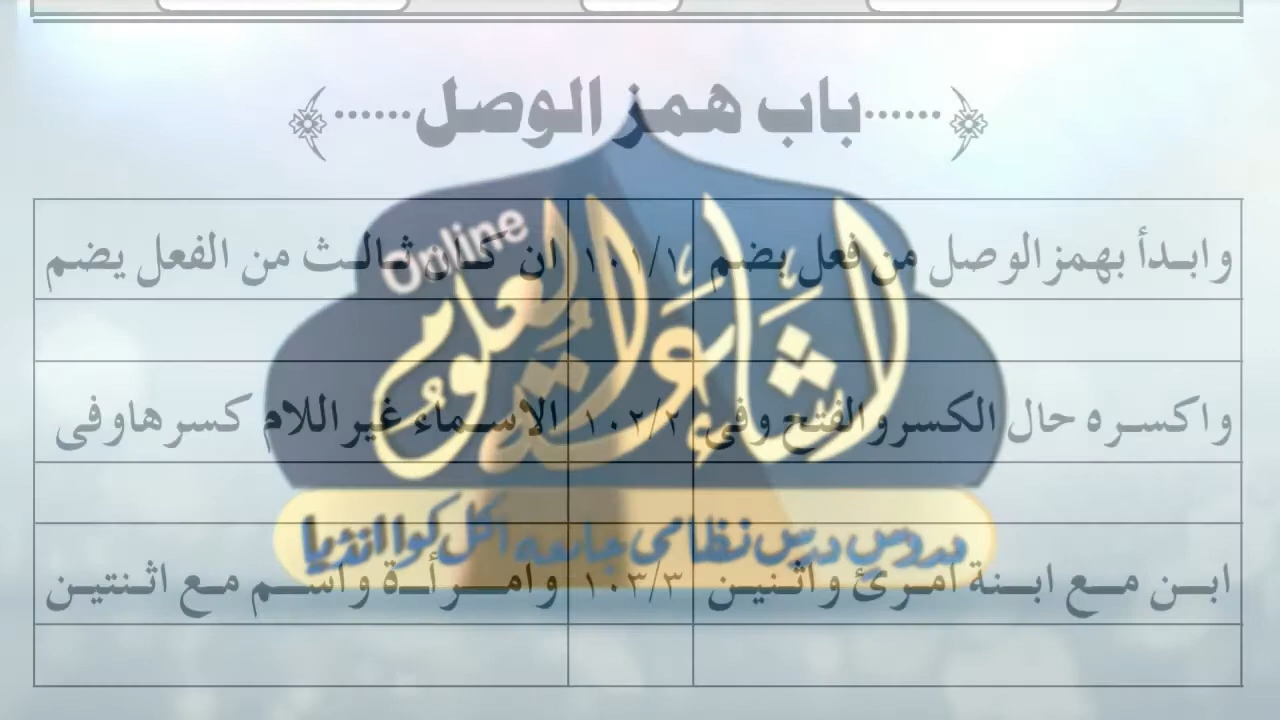 باب همز الوصل
وابدأ بهمز الوصل من فعل بضم ١٠١/١ ان كان ثالث من الفعل يضم
واكسره حال الكسر والفتح وفى ١٠٢/٢ الاسماء غير اللام كسرها وفى
ابن مع ابنة امرئ واثنين ١٠٣/٣ وامرأة واسم مع اثنتين
Online
دروس درس نظامی جامعہ اکل کوا انڈیا